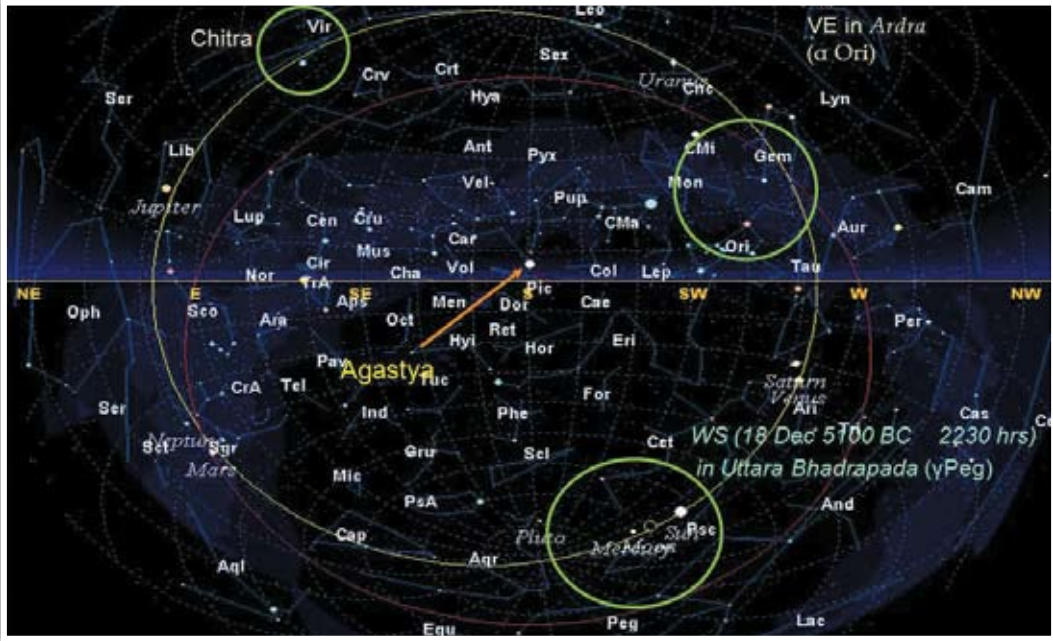 Leo
Vir
Chitra
VE in Ardra
(α Ori)
Sex
Crt
Crv
Uranus
Cnc
Hya
Ser
Lyn
Ant
Pyx
CMi
Gem
Lib
Vel
Mon
Cam
Pup
Jupiter
Lup
Cen
Cru
CMa
Aur
Mus
Car
Ori
Cir
Cha
Vol
Col
Lep
Tau
Nor
TrA
Pic
NE
E
SE
S
SW
W
NW
Aps
Men
Dor
Cae
Oph
Sco
Ara
Oct
Ret
Per
Hyi
Hor
Eri
Pav
Agastya
Tuc
CrA
Tel
For
Saturn
Venus
Ari
Ser
Ind
Phe
Cas
Tri
Neptune
Sct
Sgr
Mars
Gru
Scl
Cet
WS (18 Dec 5100 BC 2230 hrs)
in Uttara Bhadrapada (γPeg)
Mic
PsA
And
Cap
Pluto
Sun
Psc
Mercury
Aqr
Aql
Equ
Peg
Lac